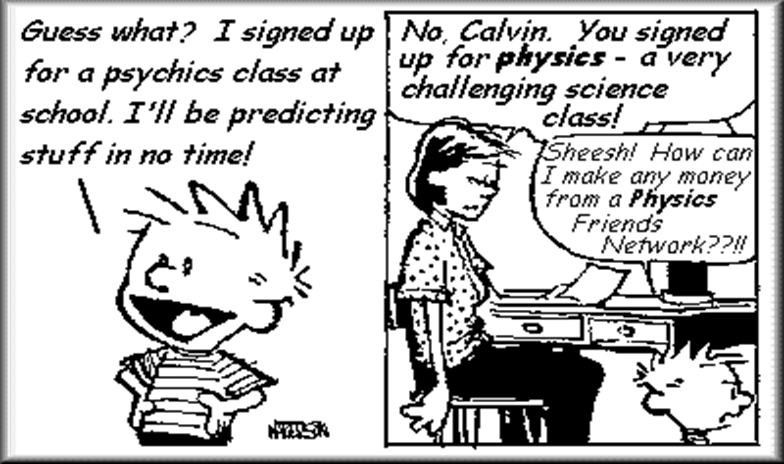 Guess what? I signed up
for a psychics class at
school. I'll be predicting
stuff in no time!
No, Calvin. You signed
up for physics - a very
challenging science
class!
Sheesh! How can
I make any money
from a Physics
Friends
Network??!!